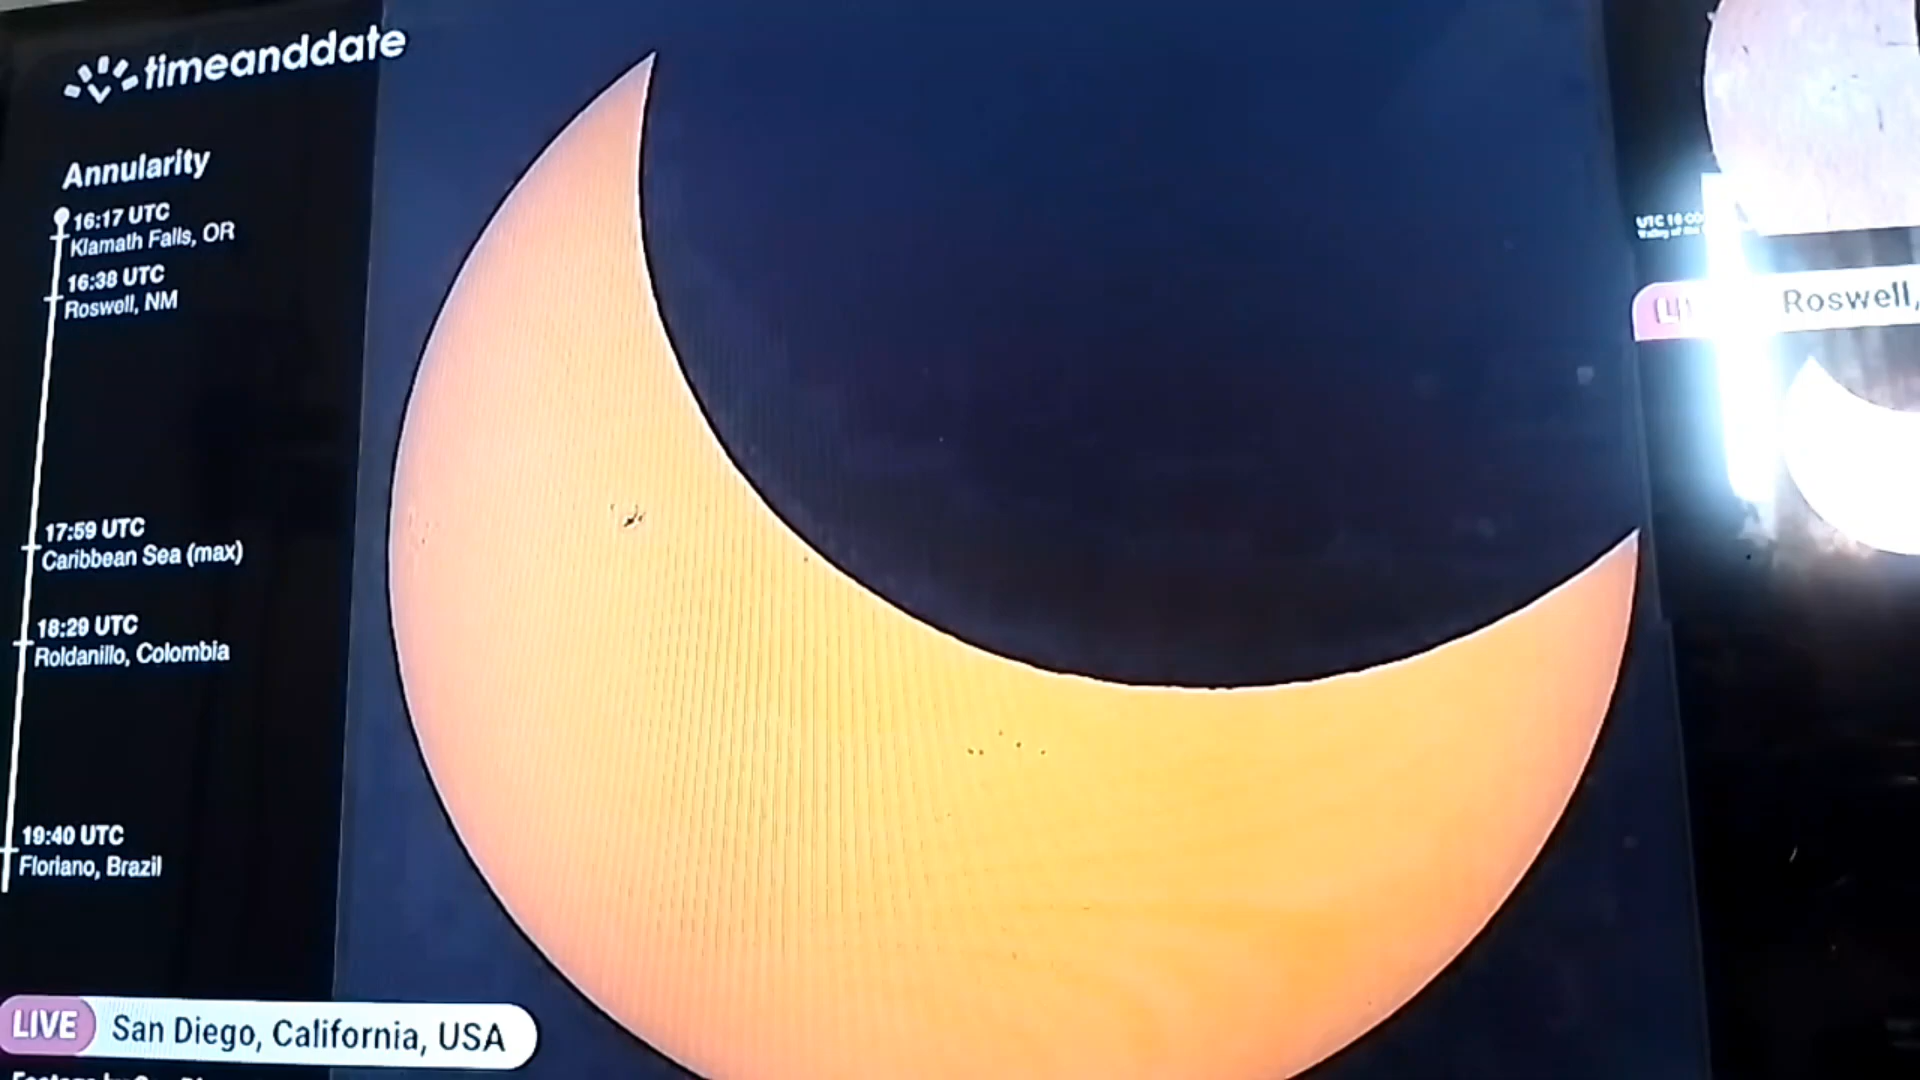 timeanddate
Annularity
16:17 UTC
Klamath Falls, OR
16:38 UTC
Roswell, NM
17:59 UTC
Caribbean Sea (max)
18:29 UTC
Roldanillo, Colombia
19:40 UTC
Floriano, Brazil
LIVE San Diego, California, USA
UTC
Roswell,